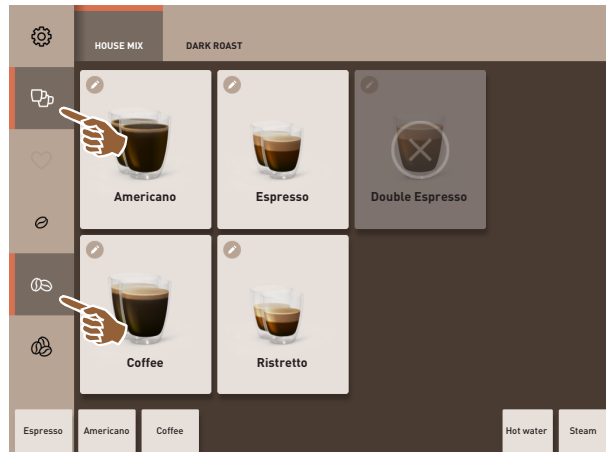 HOUSE MIX
DARK ROAST
Americano
Espresso
Double Espresso
Coffee
Ristretto
Espresso
Americano
Coffee
Hot water
Steam